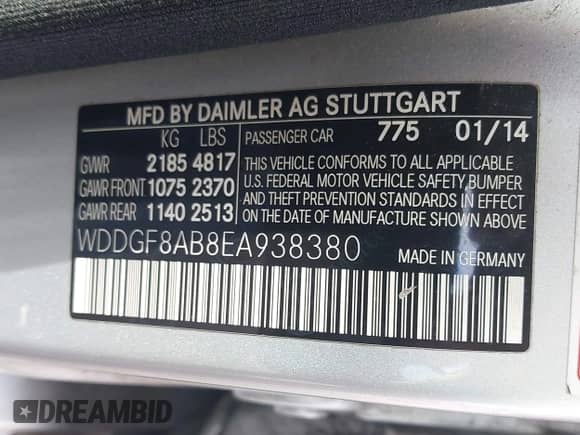 MFD BY DAIMLER AG STUTTGART
KG LBS PASSENGER CAR 775 01/14
GVWR 2185 4817 THIS VEHICLE CONFORMS TO ALL APPLICABLE
GAWR FRONT 1075 2370 U.S. FEDERAL MOTOR VEHICLE SAFETY BUMPER
GAWR REAR 1140 2513 AND THEFT PREVENTION STANDARDS IN EFFECT
ON THE DATE OF MANUFACTURE SHOWN ABOVE
WDDGF8AB8EA938380 MADE IN GERMANY
DREAMBID